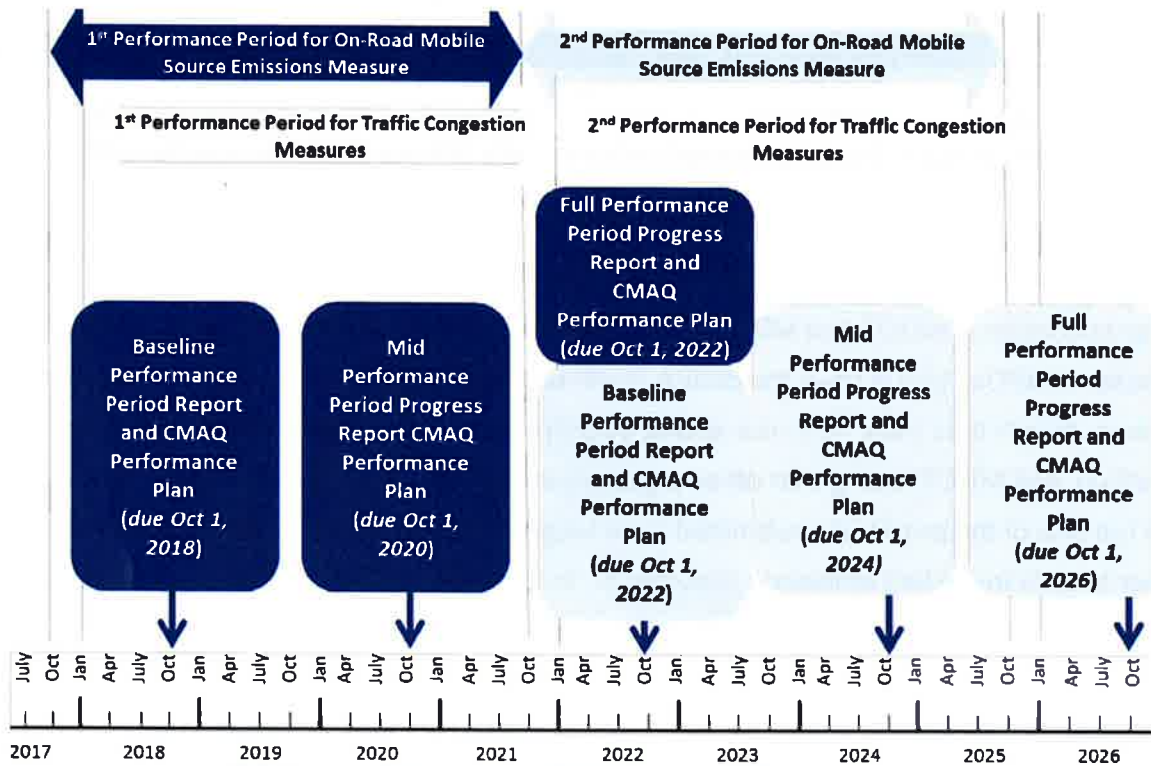 1st Performance Period for On-Road Mobile
Source Emissions Measure
2nd Performance Period for On-Road Mobile
Source Emissions Measure
1st Performance Period for Traffic Congestion
Measures
2nd Performance Period for Traffic Congestion
Measures
Full Performance
Period Progress
Report and
CMAQ
Performance Plan
(due Oct 1, 2022)
Baseline
Performance
Period Report
and CMAQ
Performance
Plan
(due Oct 1,
2018)
Mid
Performance
Period Progress
Report CMAQ
Performance
Plan
(due Oct 1,
2020)
Baseline
Performance
Period Report
and CMAQ
Performance
Plan
(due Oct 1,
2022)
Mid
Performance
Period Progress
Report and
CMAQ
Performance
Plan
(due Oct 1,
2024)
Full
Performance
Period
Progress
Report and
CMAQ
Performance
Plan
(due Oct 1,
2026)
July Oct Jan Apr July Oct Jan Apr July Oct Jan Apr July Oct Jan Apr July Oct Jan Apr July Oct Jan Apr July Oct Jan Apr July Oct Jan Apr July Oct Jan Apr July Oct
2017 2018 2019 2020 2021 2022 2023 2024 2025 2026